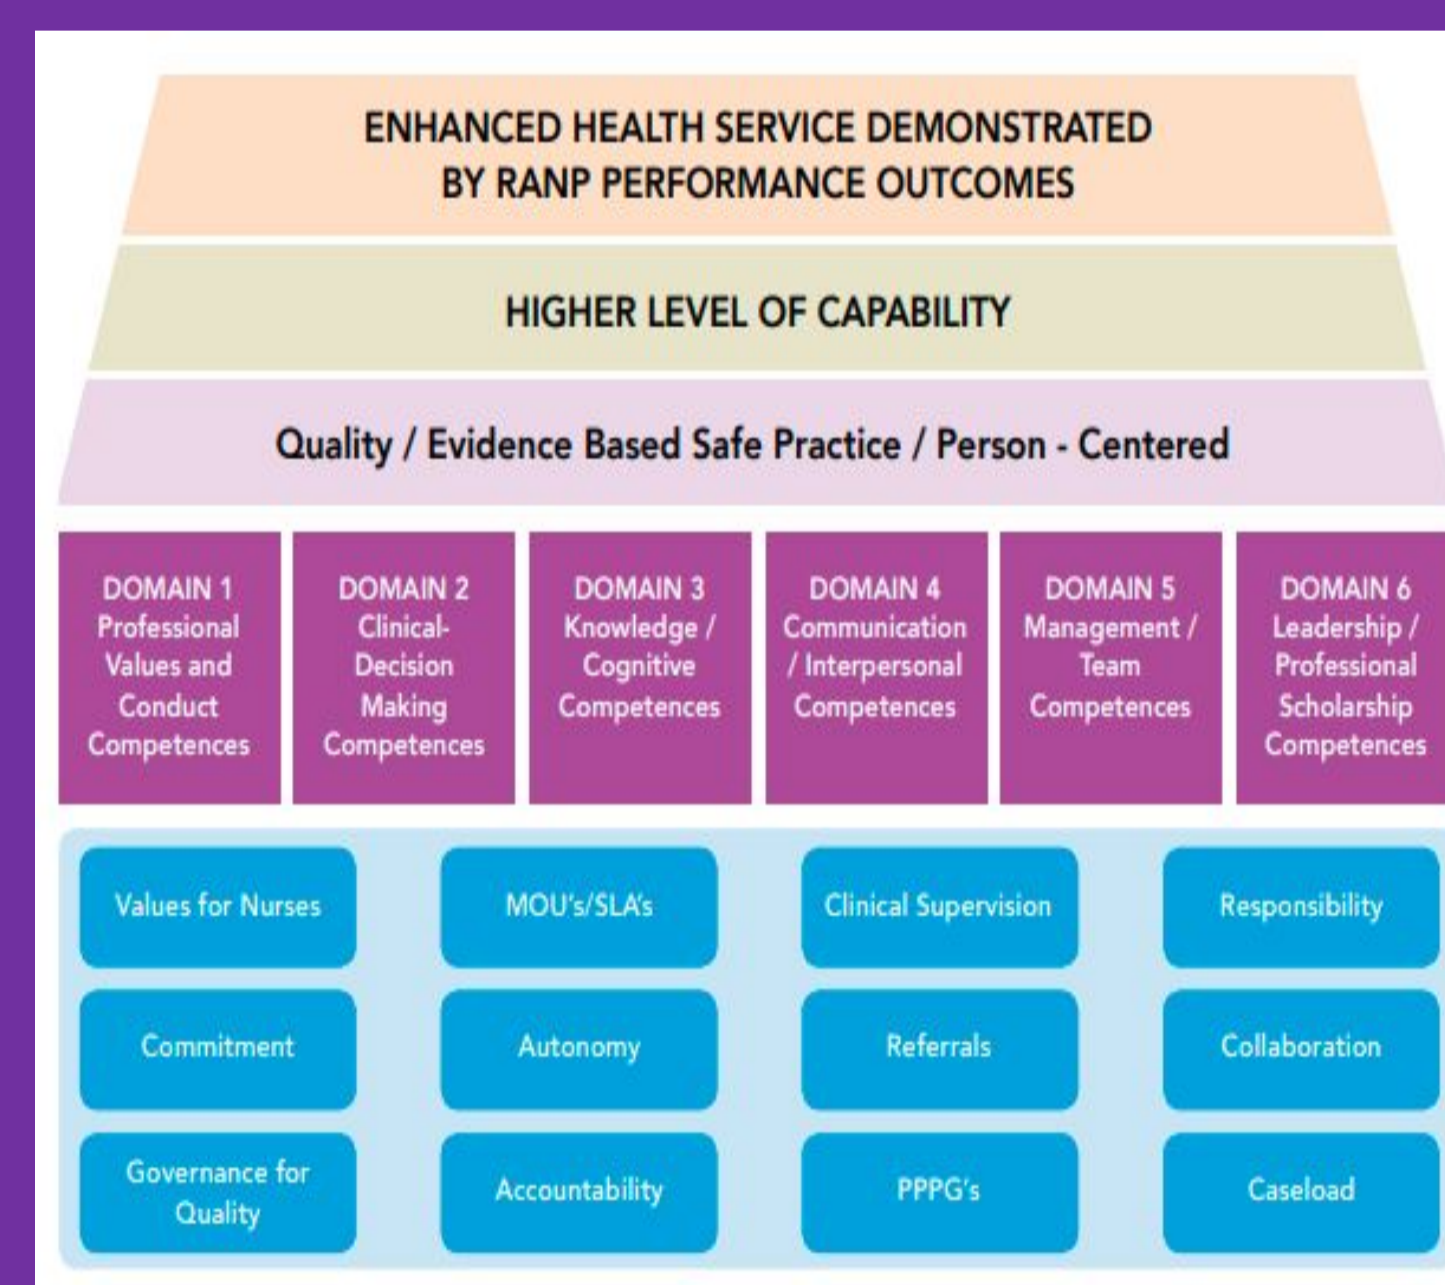 ENHANCED HEALTH SERVICE DEMONSTRATED
BY RANP PERFORMANCE OUTCOMES
HIGHER LEVEL OF CAPABILITY
Quality / Evidence Based Safe Practice / Person - Centered
DOMAIN 1
Professional
Values and
Conduct
Competences
DOMAIN 2
Clinical-
Decision
Making
Competences
DOMAIN 3
Knowledge /
Cognitive
Competences
DOMAIN 4
Communication
/ Interpersonal
Competences
DOMAIN 5
Management /
Team
Competences
DOMAIN 6
Leadership /
Professional
Scholarship
Competences
Values for Nurses
MOU's/SLA's
Clinical Supervision
Responsibility
Commitment
Autonomy
Referrals
Collaboration
Governance for
Quality
Accountability
PPPG's
Caseload